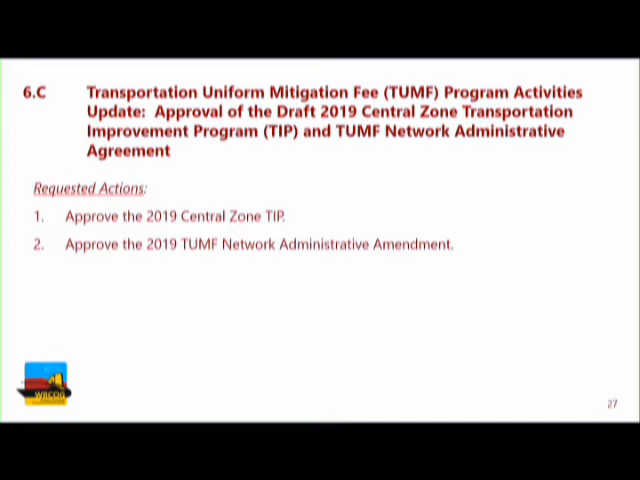 6.C Transportation Uniform Mitigation Fee (TUMF) Program Activities
Update: Approval of the Draft 2019 Central Zone Transportation
Improvement Program (TIP) and TUMF Network Administrative
Agreement
Requested Actions:
1. Approve the 2019 Central Zone TIP.
2. Approve the 2019 TUMF Network Administrative Amendment.
WRCOG
27